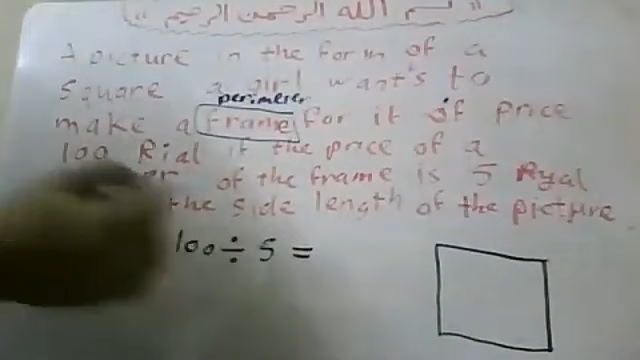 بسم الله الرحمن الرحيم
A picture in the form of a
square a girl want's to
perimerer
make a frame for it of price
100 Rial if the price of a
of the frame is 5 Ryal
the side length of the picture
100 ÷ 5 =